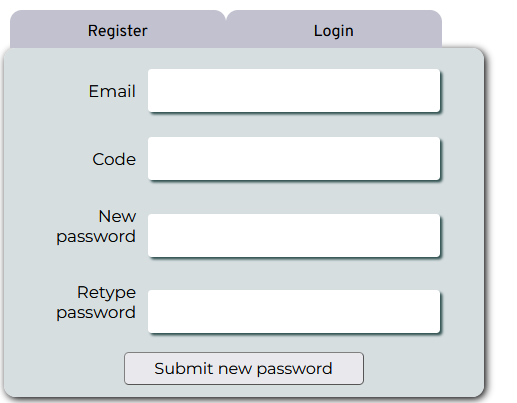 Register
Login
Email
Code
New
password
Retype
password
Submit new password